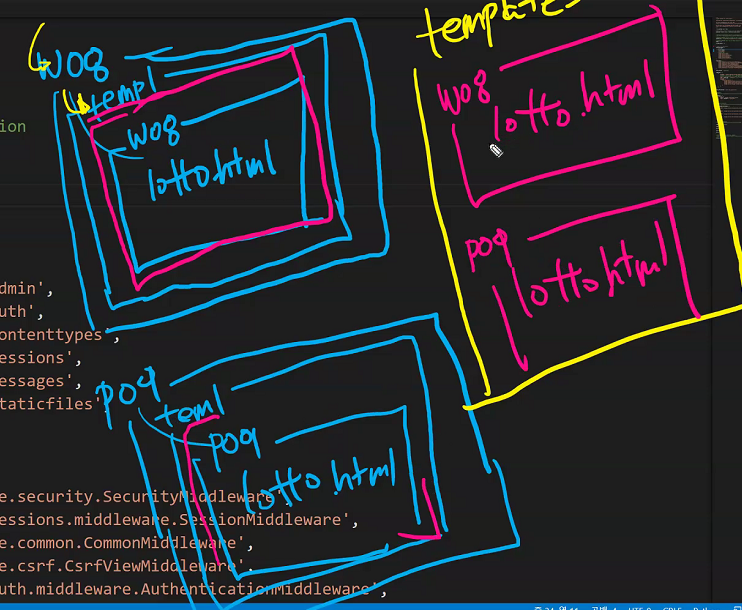 templates
w08
templ
w08
lotto.html
w08
lotto.html
p09
lotto.html
ion
dmin',
uth',
ontenttypes',
essions',
essages',
taticfiles'
p09
teml
p09
lotto.html
e.security.SecurityMiddleware'
essions.middleware.SessionMiddleware',
e.common.CommonMiddleware',
e.csrf.CsrfViewMiddleware',
uth.middleware.AuthenticationMiddleware',